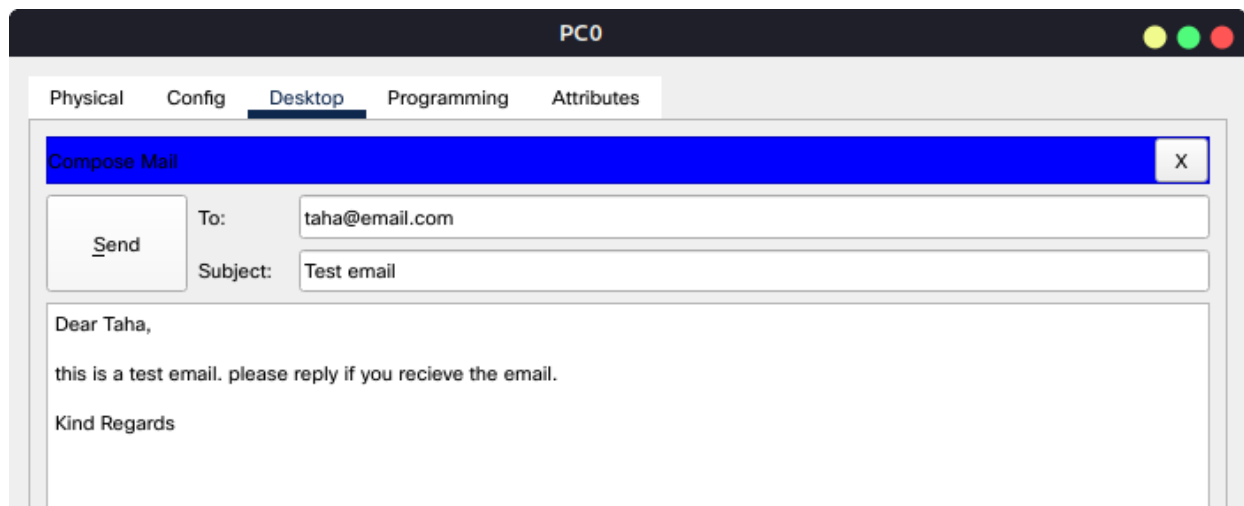 PC0
Physical Config Desktop Programming Attributes
Compose Mail
X
Send
To:
taha@email.com
Subject:
Test email
Dear Taha,
this is a test email. please reply if you recieve the email.
Kind Regards